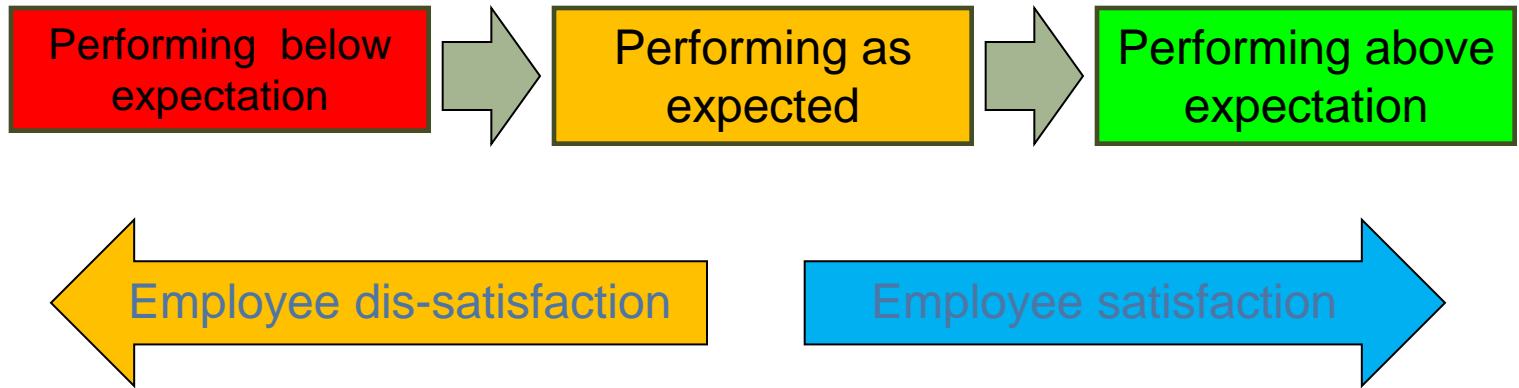 Performing below
expectation
Performing as
expected
Performing above
expectation
Employee dis-satisfaction
Employee satisfaction